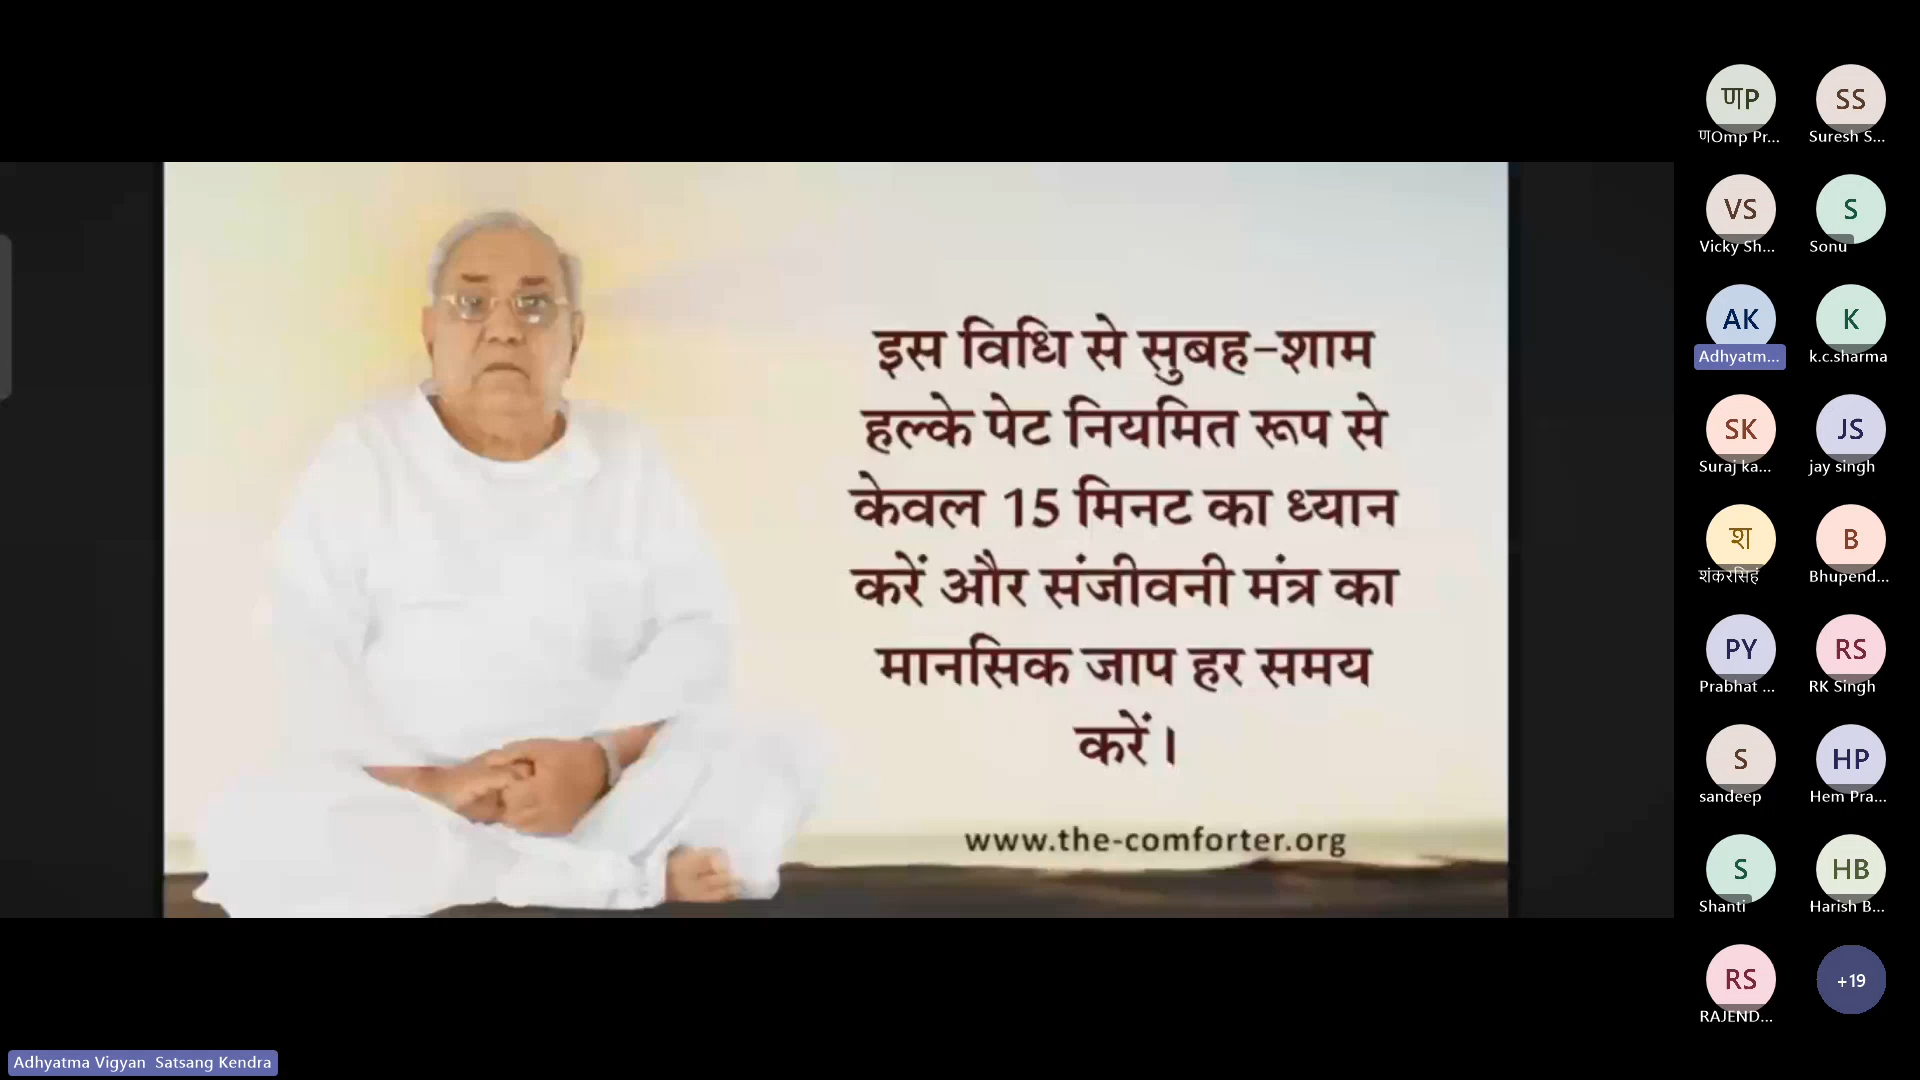 इस विधि से सुबह-शाम
हल्के पेट नियमित रूप से
केवल 15 मिनट का ध्यान
करें और संजीवनी मंत्र का
मानसिक जाप हर समय
करें।
www.the-comforter.org
Adhyatma Vigyan Satsang Kendra
णP SS
णOmp Pr... Suresh S...
VS S
Vicky Sh... Sonu
AK K
Adhyatm... k.c.sharma
SK JS
Suraj ka... jay singh
श B
शंकरसिहं Bhupend...
PY RS
Prabhat ... RK Singh
S HP
sandeep Hem Pra...
S HB
Shanti Harish B...
RS +19
RAJEND...